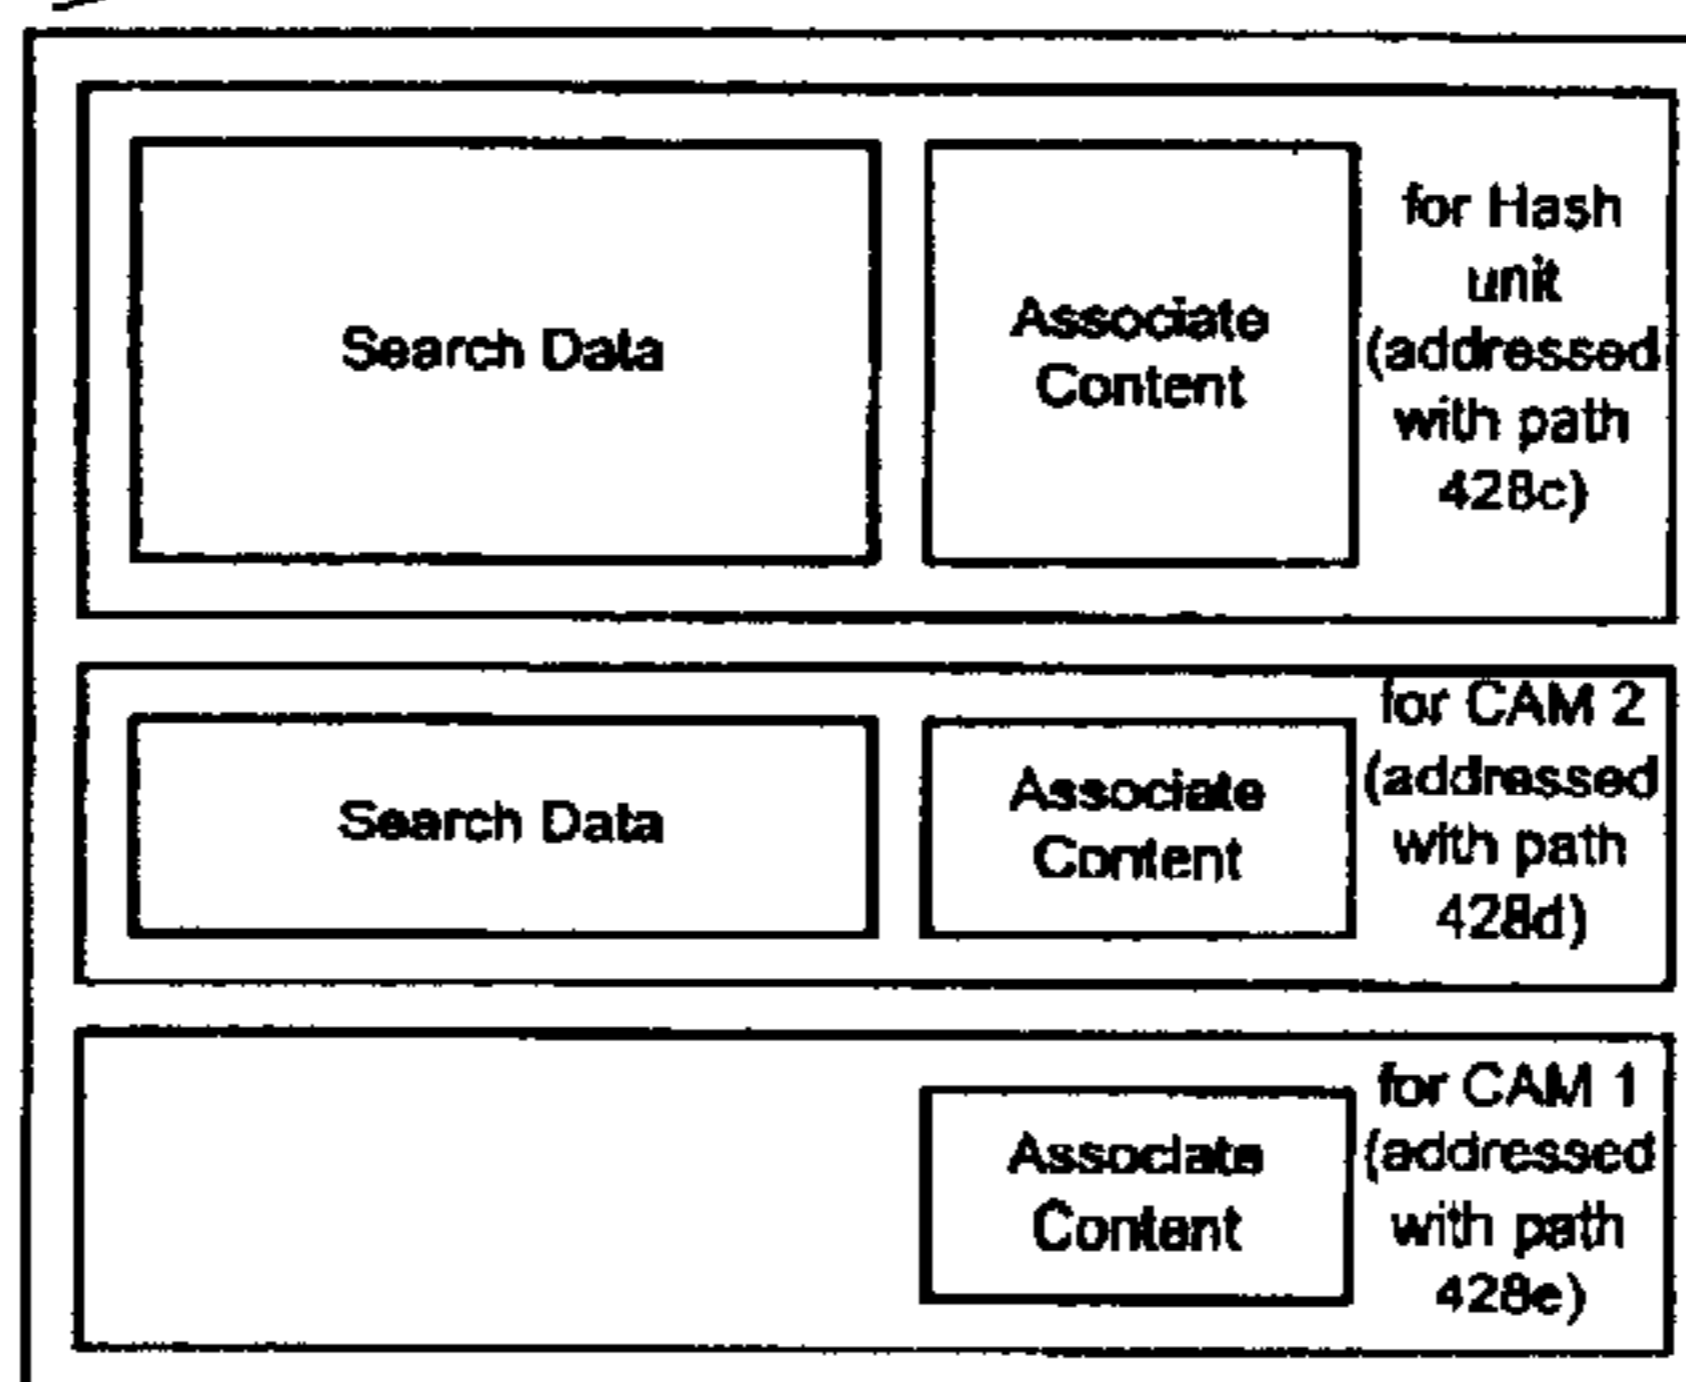 Search Data
Associate
Content
for Hash
unit
(addressed
with path
428c)
Search Data
Associate
Content
for CAM 2
(addressed
with path
428d)
Associate
Content
for CAM 1
(addressed
with path
428e)